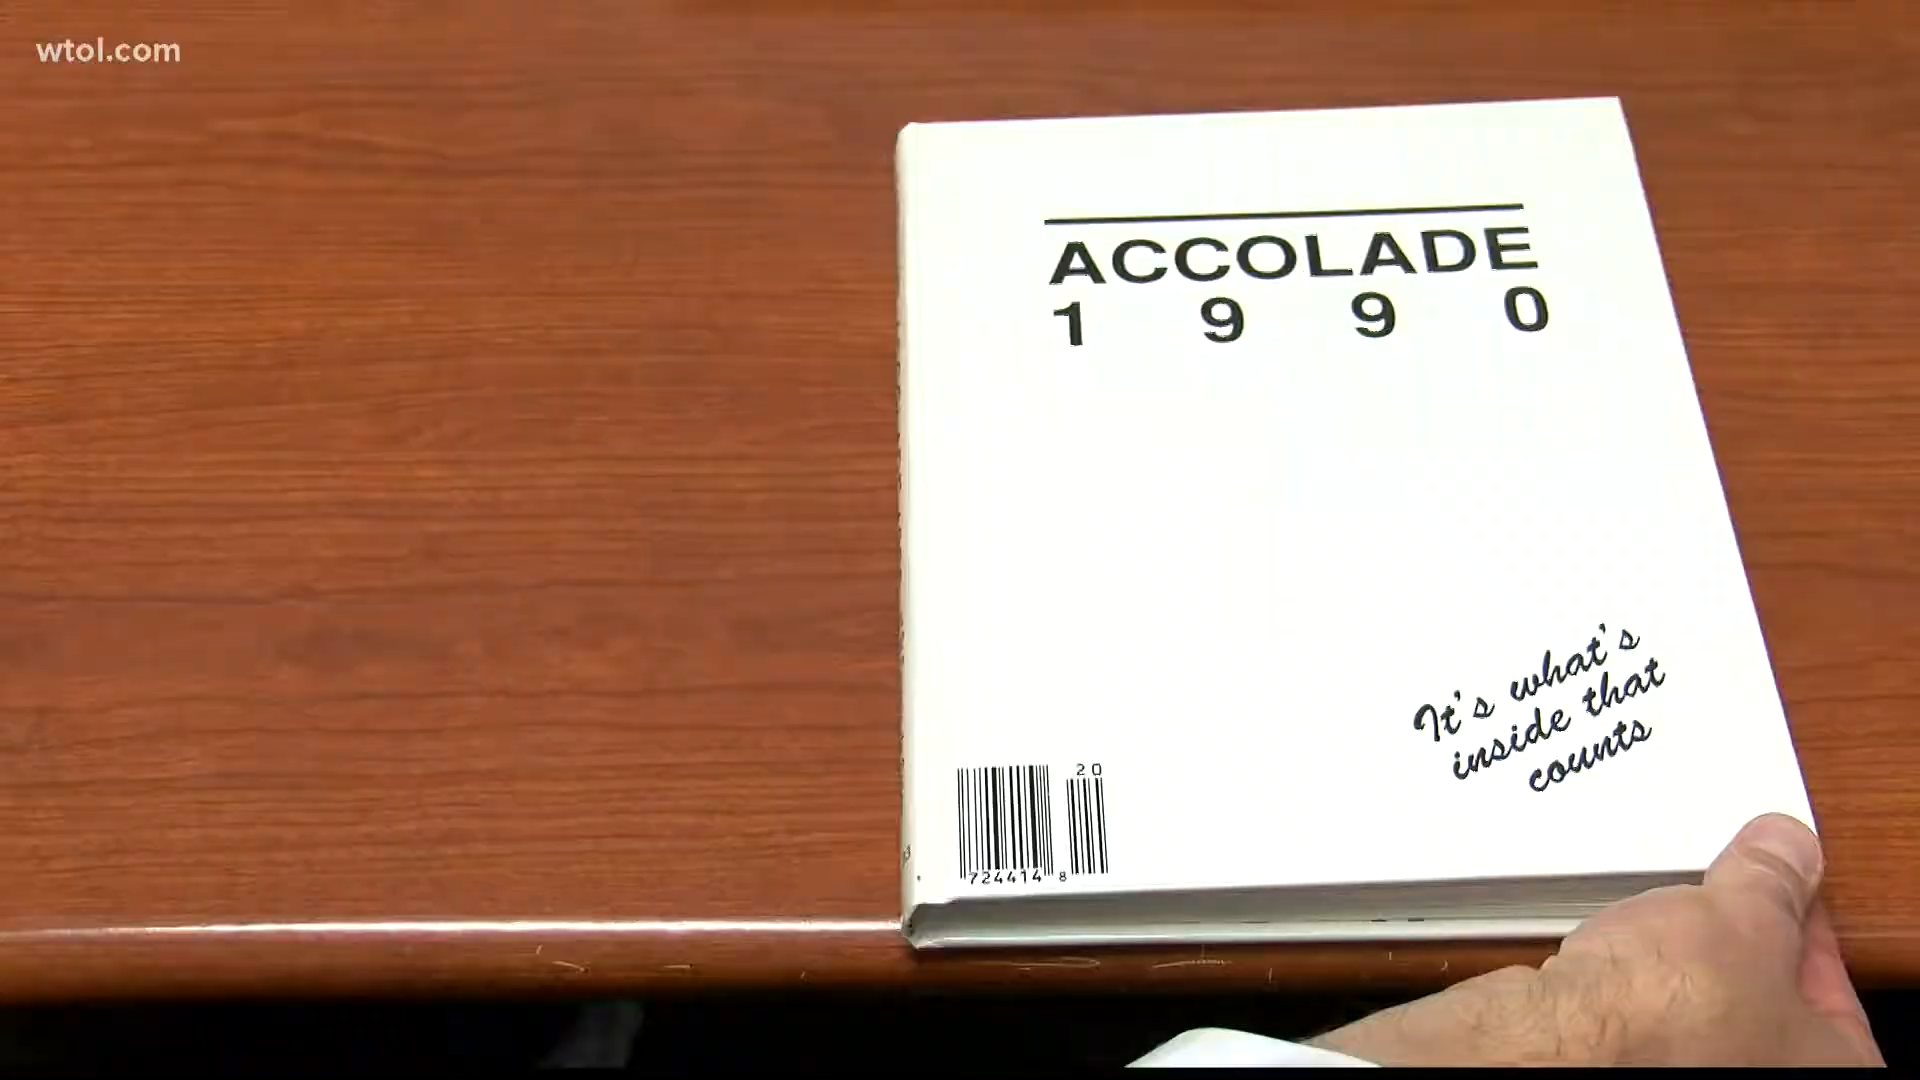 wtol.com
ACCOLADE
1 9 9 0
It's what's
inside that
counts
20
724414 8